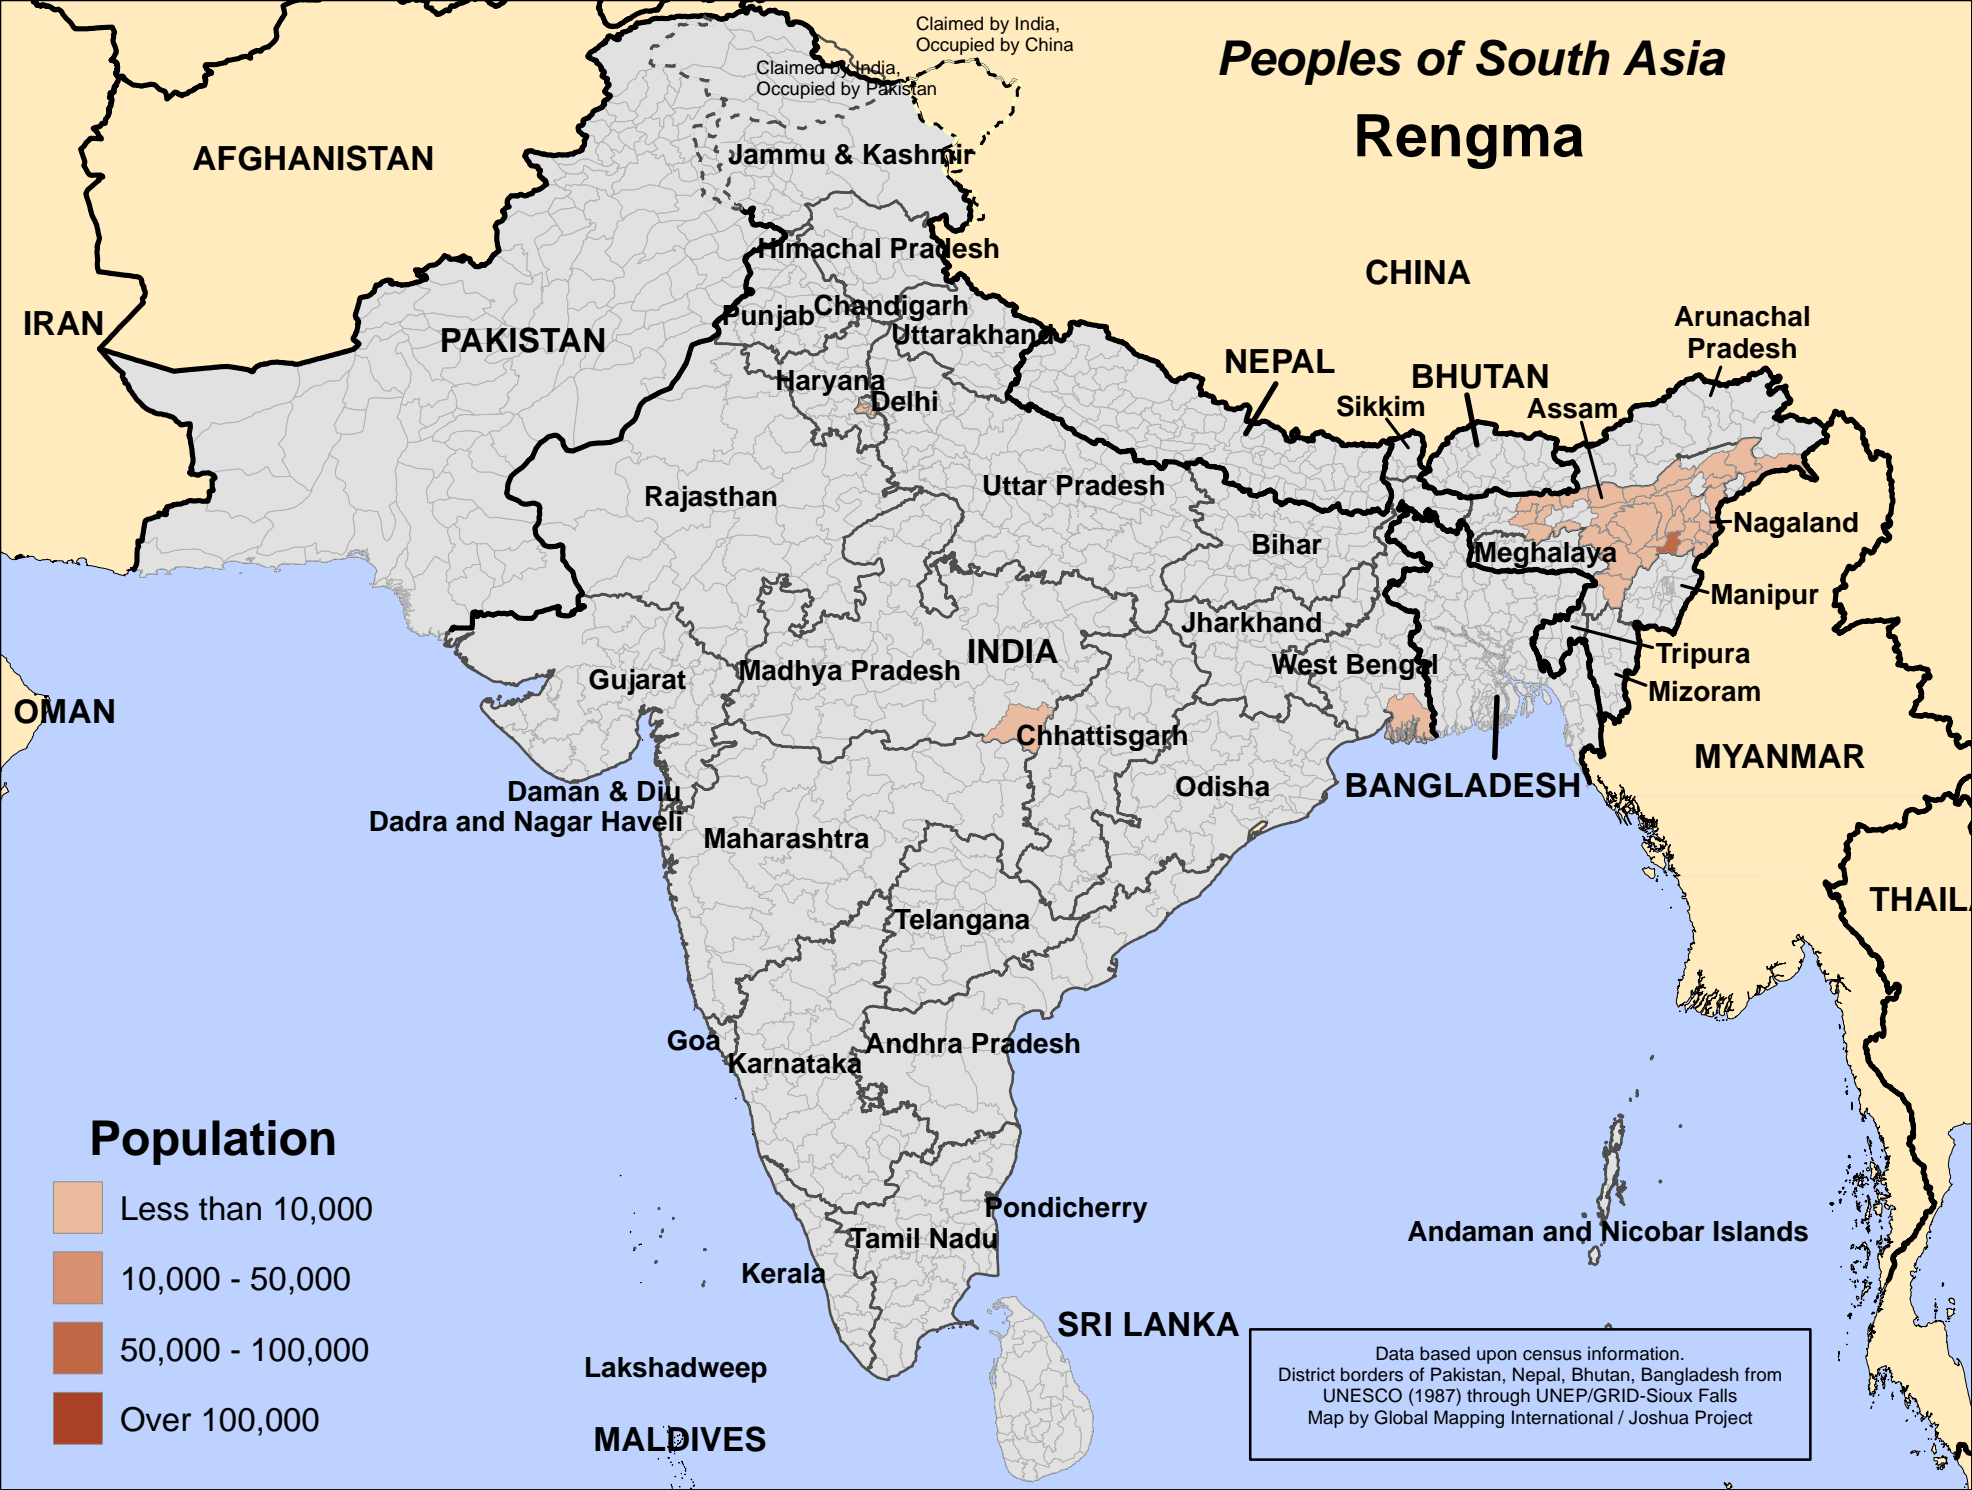 Claimed by India,
Occupied by China
Peoples of South Asia
Rengma
Claimed by India,
Occupied by Pakistan
AFGHANISTAN
Jammu & Kashmir
Himachal Pradesh
CHINA
IRAN
PAKISTAN
Punjab
Chandigarh
Uttarakhand
Arunachal
Pradesh
NEPAL
BHUTAN
Haryana
Delhi
Sikkim
Assam
Rajasthan
Uttar Pradesh
Nagaland
Bihar
Meghalaya
Manipur
Jharkhand
INDIA
Tripura
West Bengal
Madhya Pradesh
Gujarat
Mizoram
OMAN
Chhattisgarh
MYANMAR
Odisha
BANGLADESH
Daman & Diu
Dadra and Nagar Haveli
Maharashtra
THAIL
Telangana
Goa
Andhra Pradesh
Karnataka
Pondicherry
Andaman and Nicobar Islands
Tamil Nadu
Kerala
SRI LANKA
Lakshadweep
MALDIVES
Population
Less than 10,000
10,000 - 50,000
50,000 - 100,000
Over 100,000
Data based upon census information.
District borders of Pakistan, Nepal, Bhutan, Bangladesh from
UNESCO (1987) through UNEP/GRID-Sioux Falls
Map by Global Mapping International / Joshua Project